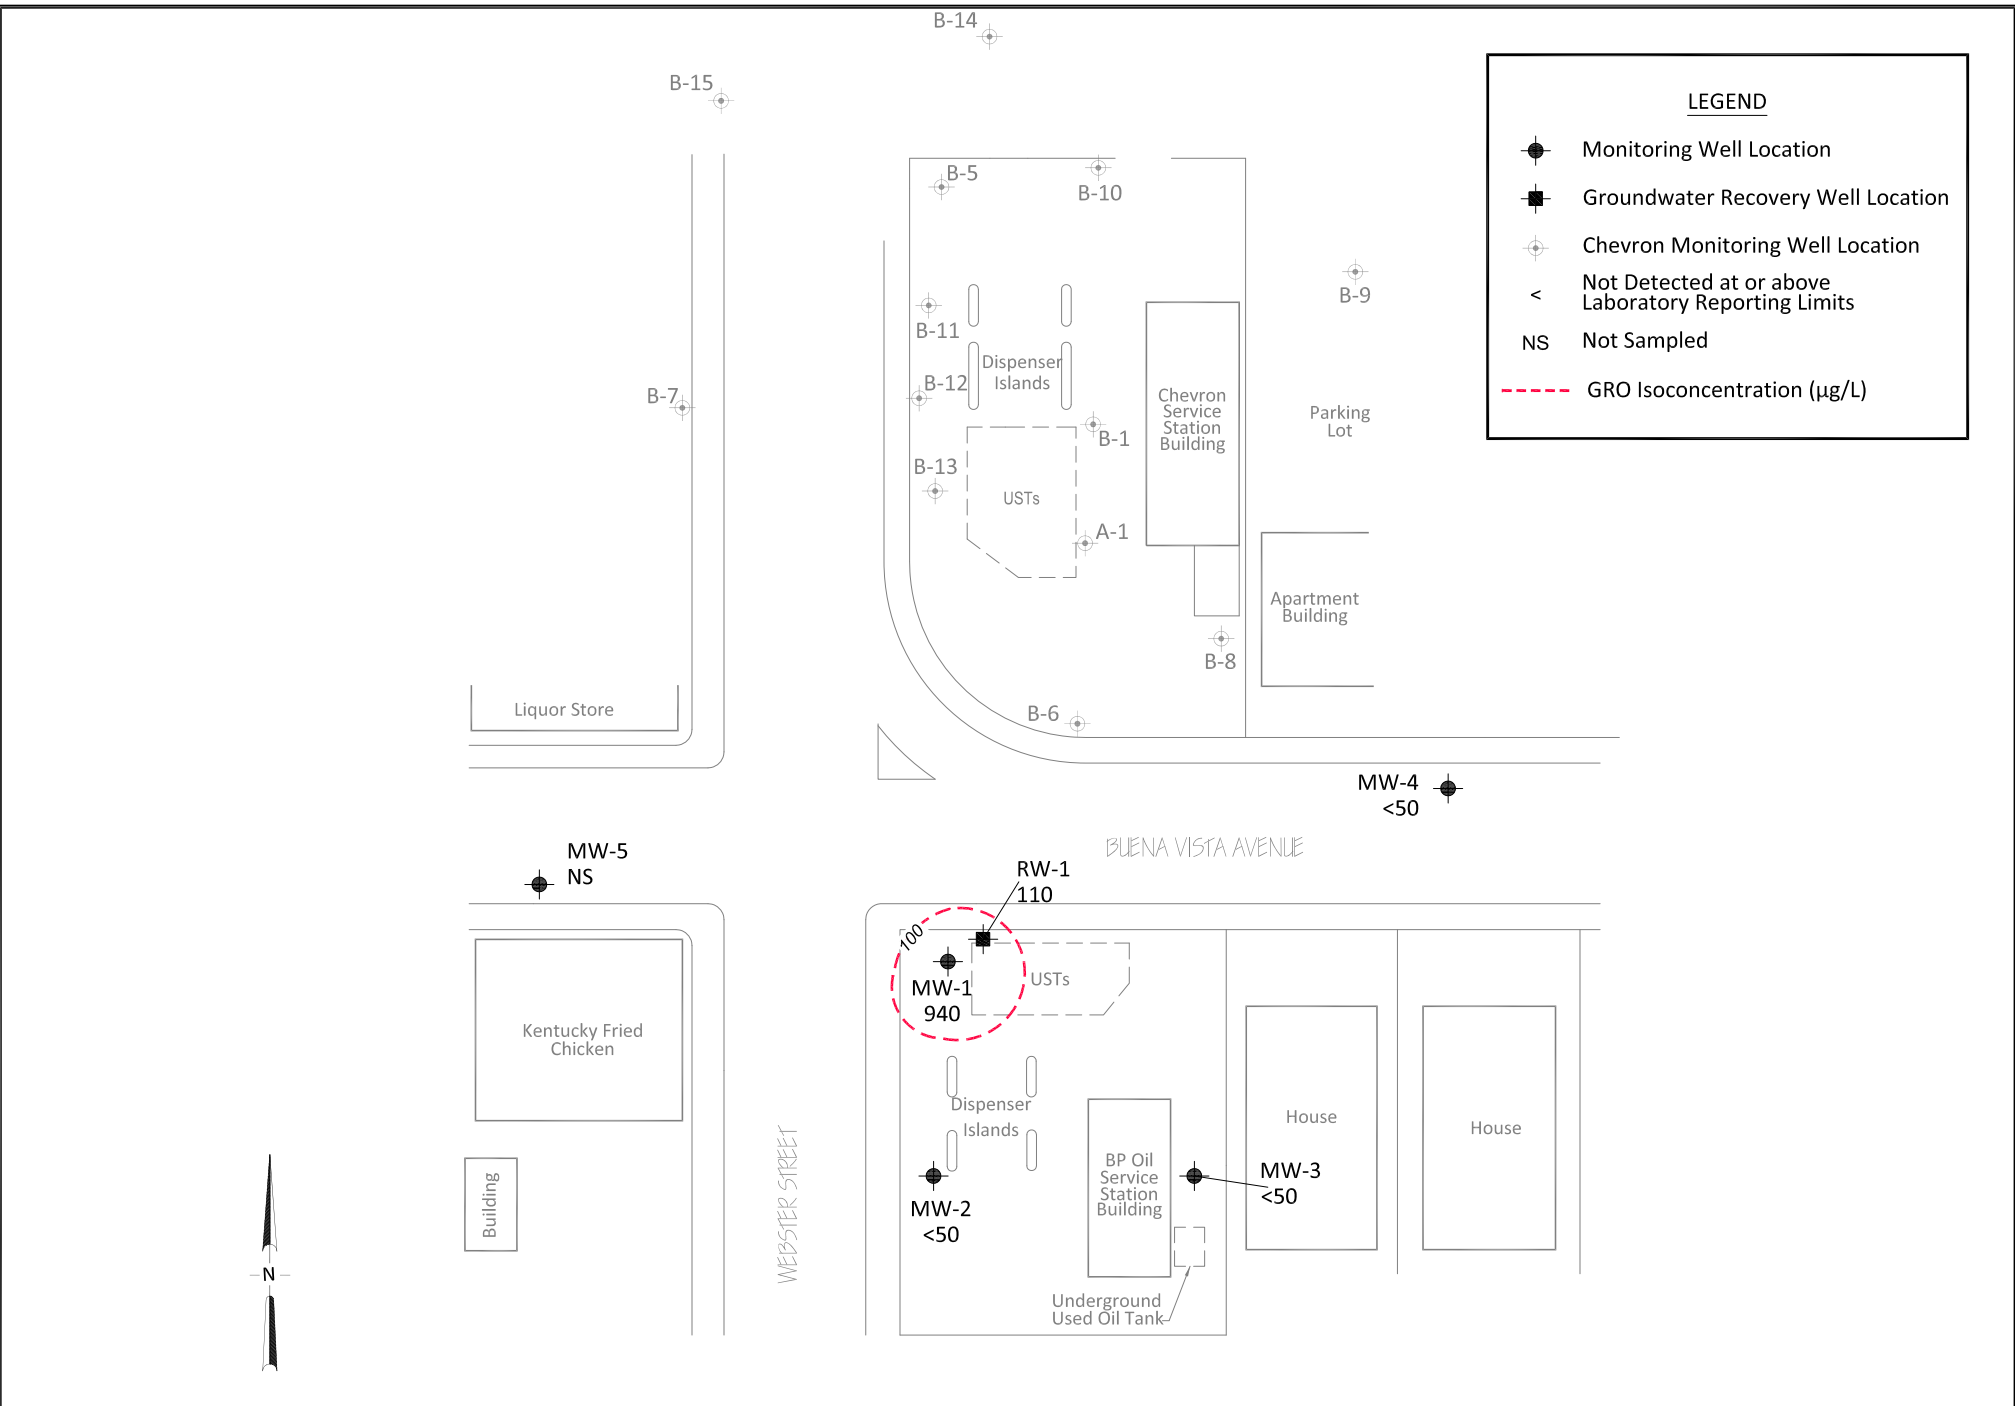 B-14
B-15
LEGEND
Monitoring Well Location
Groundwater Recovery Well Location
Chevron Monitoring Well Location
<
Not Detected at or above
Laboratory Reporting Limits
NS
Not Sampled
GRO Isoconcentration (µg/L)
B-5
B-10
B-9
B-11
Dispenser
Islands
B-12
B-7
Chevron
Service
Station
Building
Parking
Lot
B-1
B-13
USTs
A-1
Apartment
Building
B-8
Liquor Store
B-6
MW-4
<50
BUENA VISTA AVENUE
MW-5
NS
RW-1
110
100
MW-1
940
USTs
Kentucky Fried
Chicken
Dispenser
Islands
House
House
BP Oil
Service
Station
Building
MW-3
<50
MW-2
<50
Building
WEBSTER STREET
N
Underground
Used Oil Tank